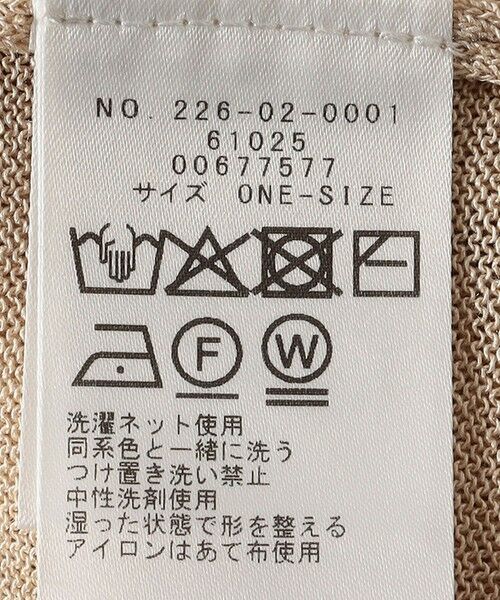 NO. 226-02-0001
61025
00677577
サイズ ONE-SIZE
F W
洗濯ネット使用
同系色と一緒に洗う
つけ置き洗い禁止
中性洗剤使用
湿った状態で形を整える
アイロンはあて布使用